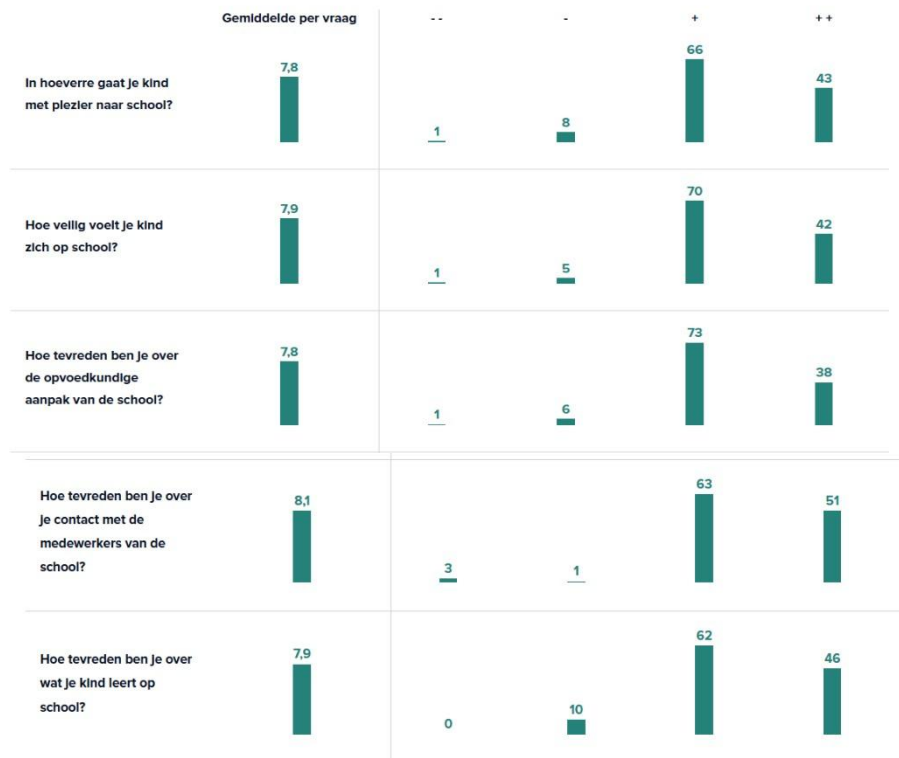 Gemiddelde per vraag -- - + ++
In hoeverre gaat je kind
met plezier naar school?
7,8 1 8 66 43
Hoe veilig voelt je kind
zich op school?
7,9 1 5 70 42
Hoe tevreden ben je over
de opvoedkundige
aanpak van de school?
7,8 1 6 73 38
Hoe tevreden ben je over
je contact met de
medewerkers van de
school?
8,1 3 1 63 51
Hoe tevreden ben je over
wat je kind leert op
school?
7,9 0 10 62 46